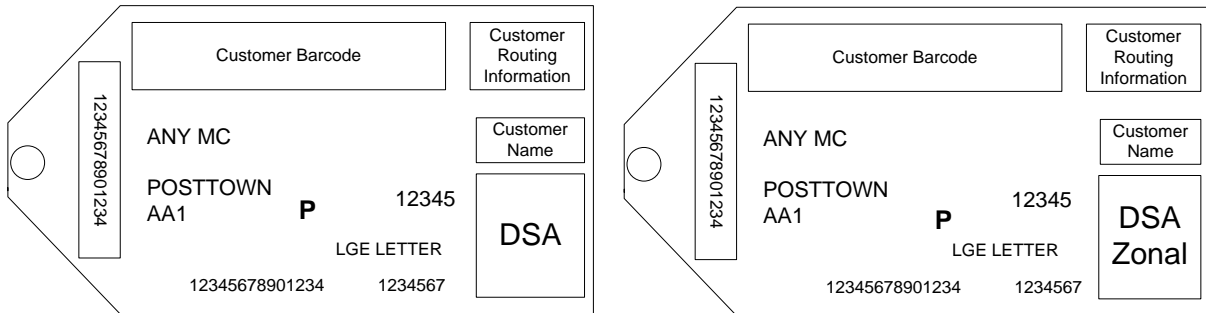 Customer Barcode
Customer
Routing
Information
12345678901234
ANY MC
Customer
Name
POSTTOWN
AA1
P
12345
DSA
LGE LETTER
12345678901234
1234567
Customer Barcode
Customer
Routing
Information
12345678901234
ANY MC
Customer
Name
POSTTOWN
AA1
P
12345
DSA
Zonal
LGE LETTER
12345678901234
1234567